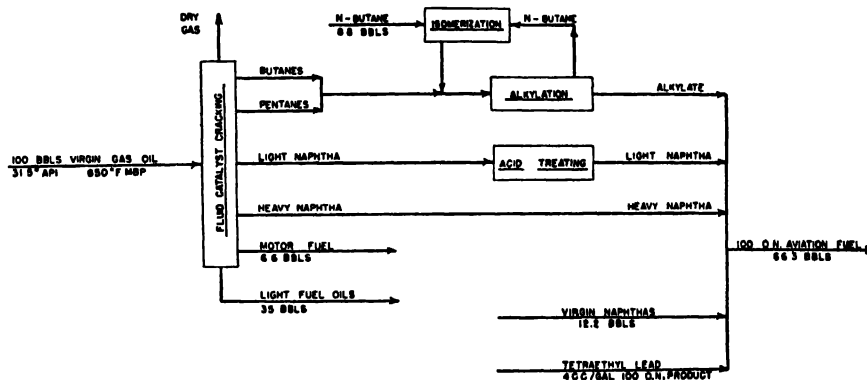 DRY
GAS
N-BUTANE
6.6 BBLS
ISOMERIZATION
N-BUTANE
BUTANES
PENTANES
ALKYLATION
ALKYLATE
FLUID CATALYST CRACKING
100 BBLS VIRGIN GAS OIL
31.5° API 650°F MBP
LIGHT NAPHTHA
ACID TREATING
LIGHT NAPHTHA
HEAVY NAPHTHA
HEAVY NAPHTHA
MOTOR FUEL
6.6 BBLS
100 O.N. AVIATION FUEL
66.3 BBLS
LIGHT FUEL OILS
35 BBLS
VIRGIN NAPHTHAS
12.2 BBLS
TETRAETHYL LEAD
4 CC/GAL 100 O.N. PRODUCT